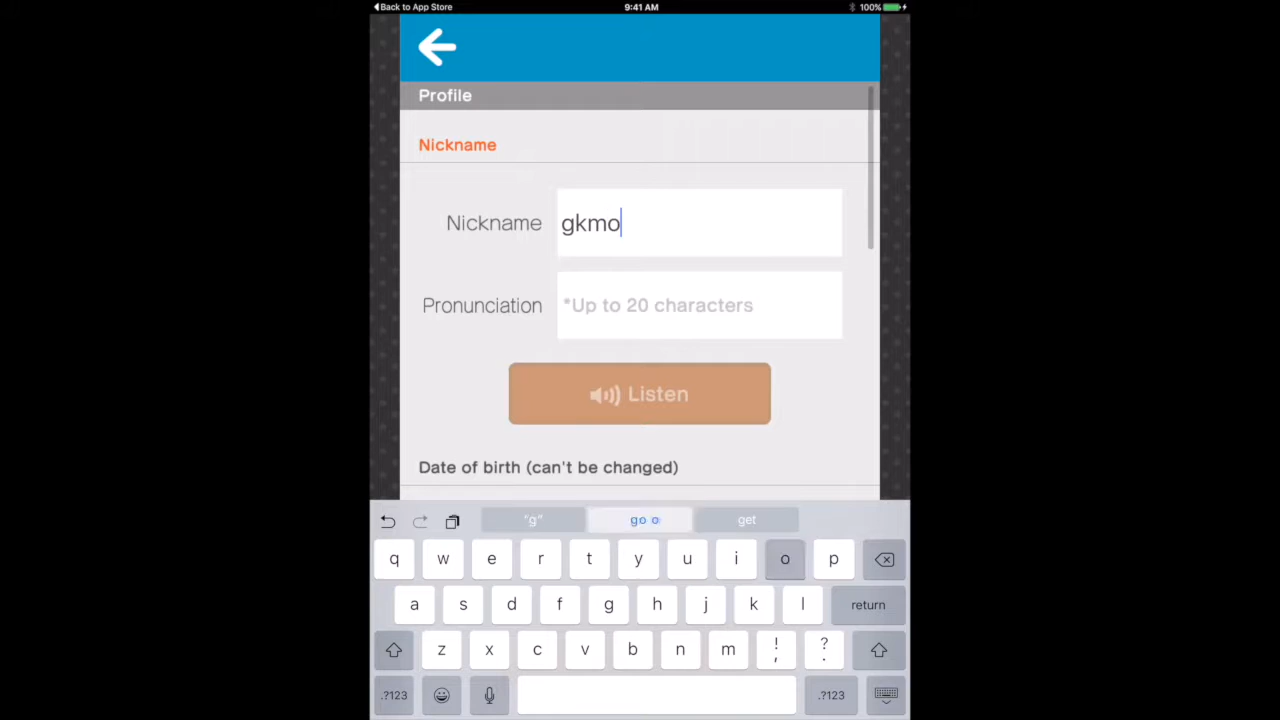 Back to App Store 9:41 AM 100%
Profile
Nickname
Nickname gkmo
Pronunciation *Up to 20 characters
Listen
Date of birth (can't be changed)
"g" go o get
q w e r t y u i o p
a s d f g h j k l return
z x c v b n m ! , ? .
.?123 .?123